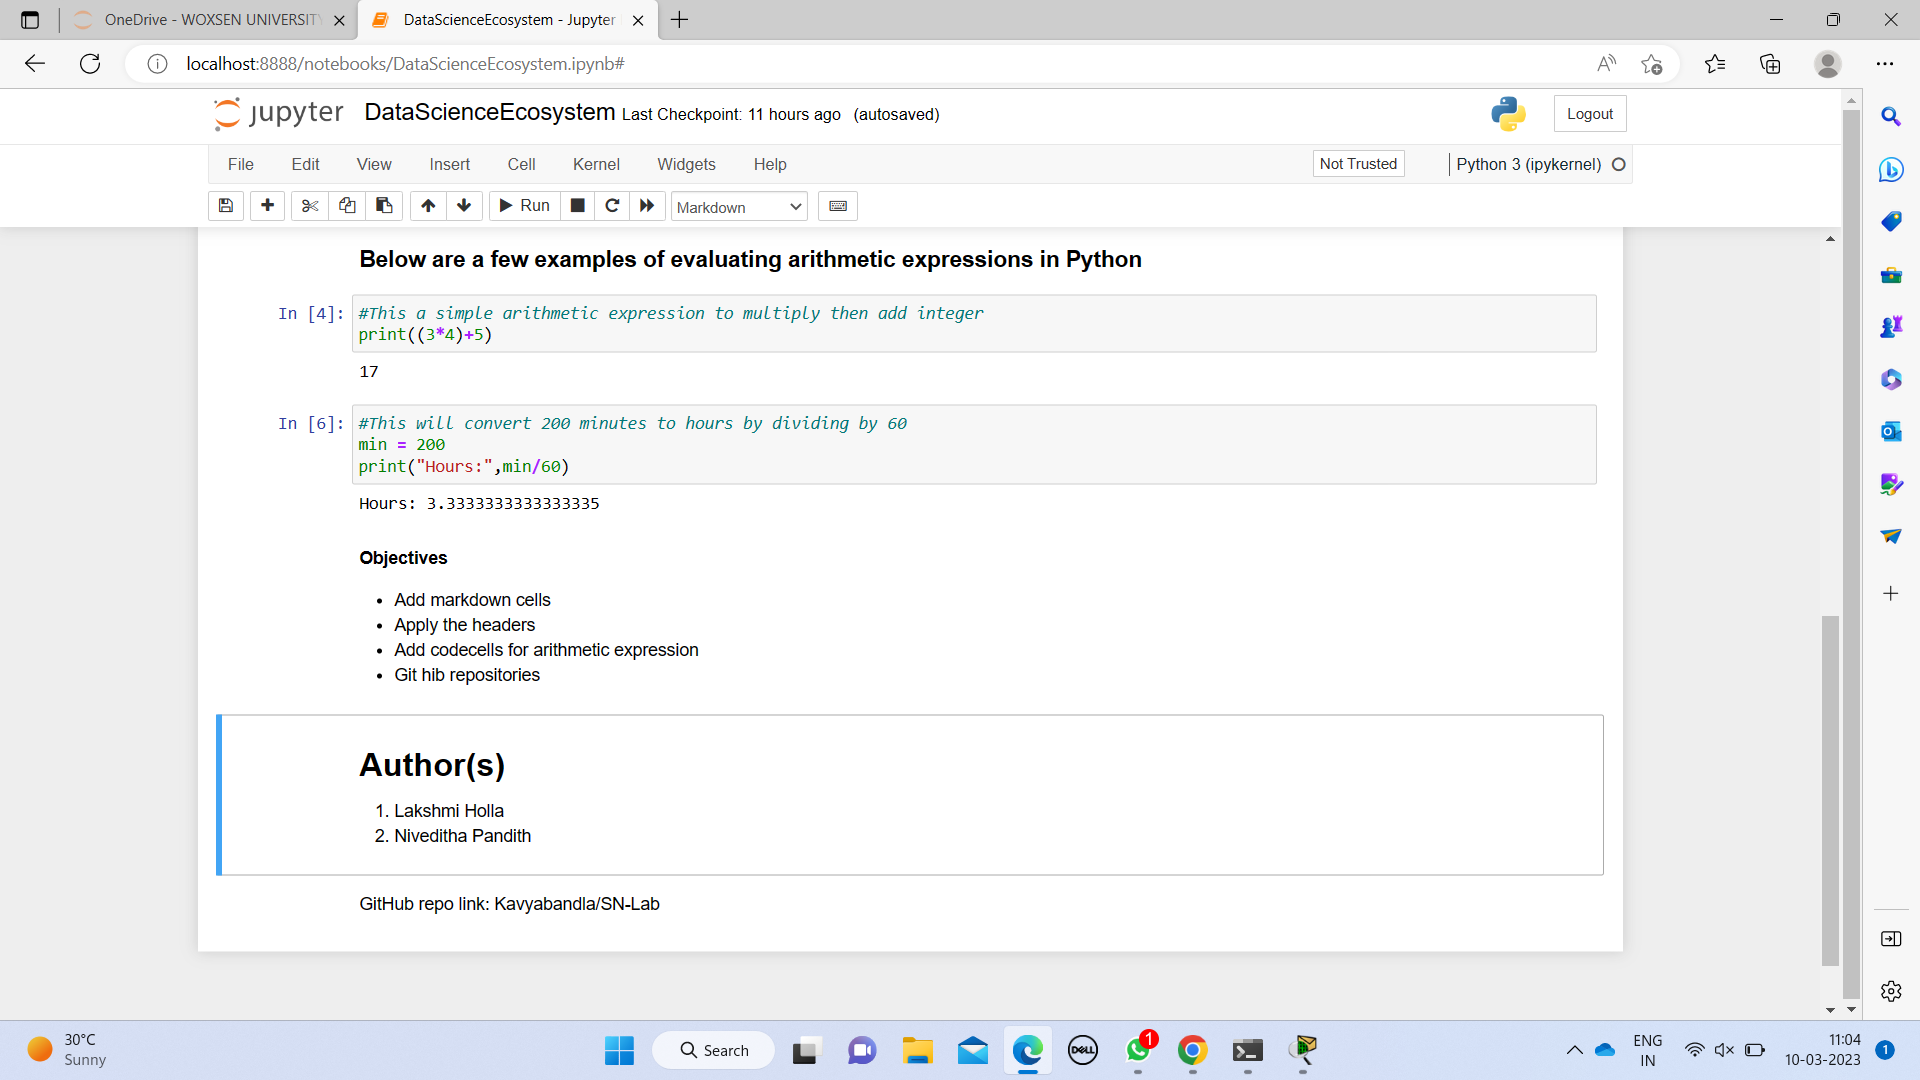 OneDrive - WOXSEN UNIVERSITY
DataScienceEcosystem - Jupyter
localhost:8888/notebooks/DataScienceEcosystem.ipynb#
jupyter DataScienceEcosystem Last Checkpoint: 11 hours ago (autosaved)
Logout
File Edit View Insert Cell Kernel Widgets Help
Not Trusted
Python 3 (ipykernel)
Run
Markdown
Below are a few examples of evaluating arithmetic expressions in Python
In [4]: #This a simple arithmetic expression to multiply then add integer
print((3*4)+5)
17
In [6]: #This will convert 200 minutes to hours by dividing by 60
min = 200
print("Hours:",min/60)
Hours: 3.3333333333333335
Objectives
• Add markdown cells
• Apply the headers
• Add codecells for arithmetic expression
• Git hib repositories
Author(s)
1. Lakshmi Holla
2. Niveditha Pandith
GitHub repo link: Kavyabandla/SN-Lab
30°C
Sunny
Search
DELL
1
ENG
IN
11:04
10-03-2023
1